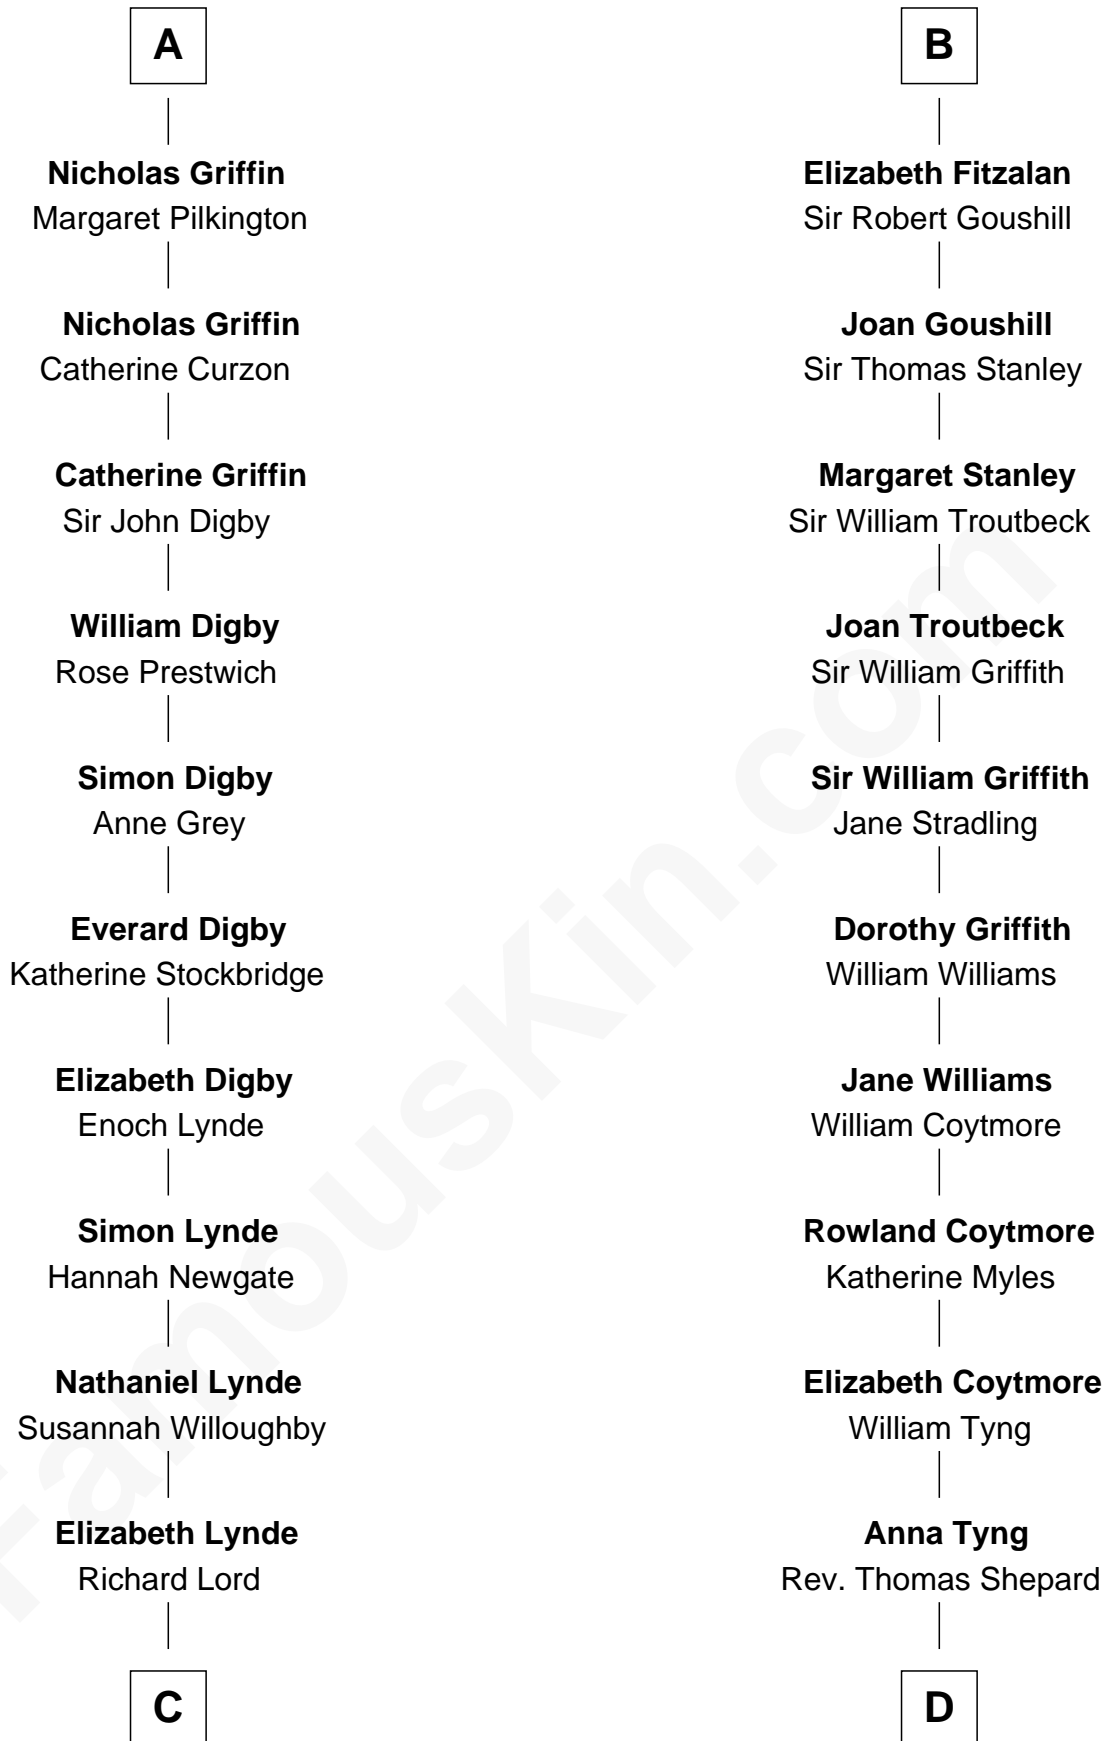 A
Nicholas Griffin
Margaret Pilkington
Nicholas Griffin
Catherine Curzon
Catherine Griffin
Sir John Digby
William Digby
Rose Prestwich
Simon Digby
Anne Grey
Everard Digby
Katherine Stockbridge
Elizabeth Digby
Enoch Lynde
Simon Lynde
Hannah Newgate
Nathaniel Lynde
Susannah Willoughby
Elizabeth Lynde
Richard Lord
C
B
Elizabeth Fitzalan
Sir Robert Goushill
Joan Goushill
Sir Thomas Stanley
Margaret Stanley
Sir William Troutbeck
Joan Troutbeck
Sir William Griffith
Sir William Griffith
Jane Stradling
Dorothy Griffith
William Williams
Jane Williams
William Coytmore
Rowland Coytmore
Katherine Myles
Elizabeth Coytmore
William Tyng
Anna Tyng
Rev. Thomas Shepard
D
FamousKin.com